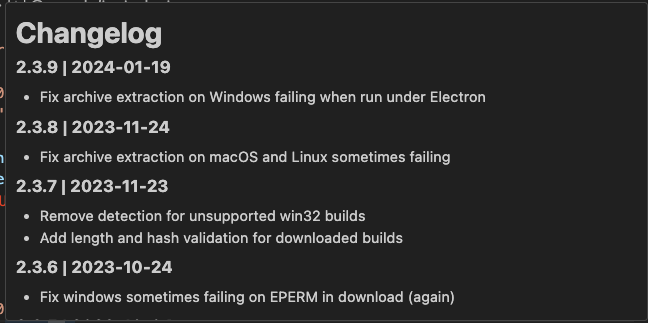 Changelog
2.3.9 | 2024-01-19
• Fix archive extraction on Windows failing when run under Electron
2.3.8 | 2023-11-24
• Fix archive extraction on macOS and Linux sometimes failing
2.3.7 | 2023-11-23
• Remove detection for unsupported win32 builds
• Add length and hash validation for downloaded builds
2.3.6 | 2023-10-24
• Fix windows sometimes failing on EPERM in download (again)